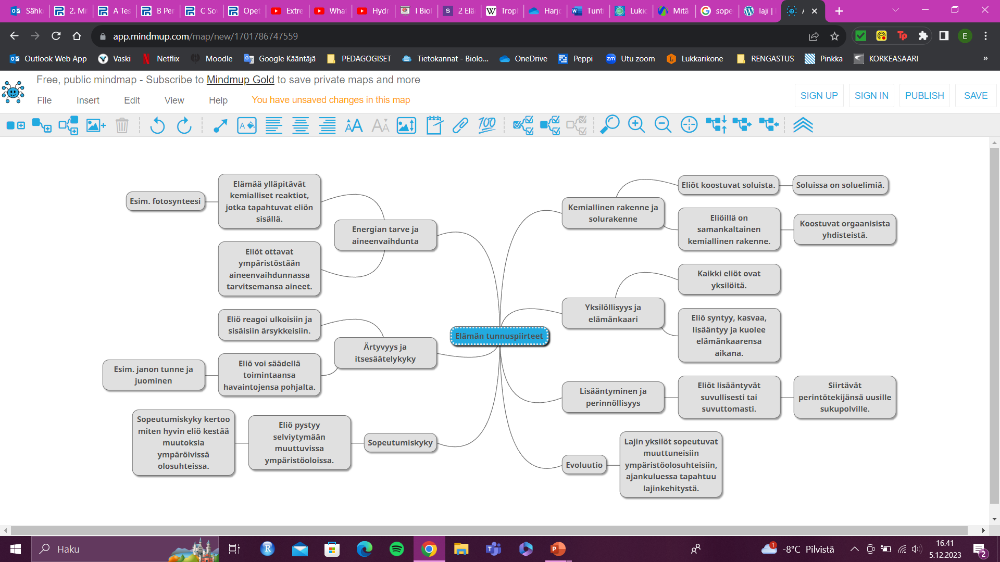 Sähk
2. Mi
A Tes
B Per
C So
Opet
Extre
What
Hydr
I Biol
2 Elä
Tropl
Harjo
Tunti
Lukic
Mitä
sope
laji |
app.mindmup.com/map/new/1701786747559
E
Outlook Web App
Vaski
Netflix
Moodle
Google Kääntäjä
PEDAGOGISET
Tietokannat - Biolo...
OneDrive
Peppi
Utu zoom
Lukkarikone
RENGASTUS
Pinkka
KORKEASAARI
»
Free, public mindmap - Subscribe to Mindmup Gold to save private maps and more
File
Insert
Edit
View
Help
You have unsaved changes in this map
SIGN UP
SIGN IN
PUBLISH
SAVE
Esim. fotosynteesi
Elämää ylläpitävät
kemialliset reaktiot,
jotka tapahtuvat eliön
sisällä.
Energian tarve ja
aineenvaihdunta
Eliöt ottavat
ympäristöstään
aineenvaihdunnassa
tarvitsemansa aineet.
Eliö reagoi ulkoisiin ja
sisäisiin ärsykkeisiin.
Ärtyvyys ja
itsesäätelykyky
Esim. janon tunne ja
juominen
Eliö voi säädellä
toimintaansa
havaintojensa pohjalta.
Sopeutumiskyky kertoo
miten hyvin eliö kestää
muutoksia
ympäröivissä
olosuhteissa.
Eliö pystyy
selviytymään
muuttuvissa
ympäristöoloissa.
Sopeutumiskyky
Elämän tunnuspiirteet
Kemiallinen rakenne ja
solurakenne
Eliöt koostuvat soluista.
Soluissa on soluelimiä.
Eliöillä on
samankaltainen
kemiallinen rakenne.
Koostuvat orgaanisista
yhdisteistä.
Yksilöllisyys ja
elämänkaari
Kaikki eliöt ovat
yksilöitä.
Eliö syntyy, kasvaa,
lisääntyy ja kuolee
elämänkaarensa
aikana.
Lisääntyminen ja
perinnöllisyys
Eliöt lisääntyvät
suvullisesti tai
suvuttomasti.
Siirtävät
perintötekijänsä uusille
sukupolville.
Evoluutio
Lajin yksilöt sopeutuvat
muuttuneisiin
ympäristöolosuhteisiin,
ajankuluessa tapahtuu
lajinkehitystä.
Haku
-8°C Pilvistä
16.41
5.12.2023
2